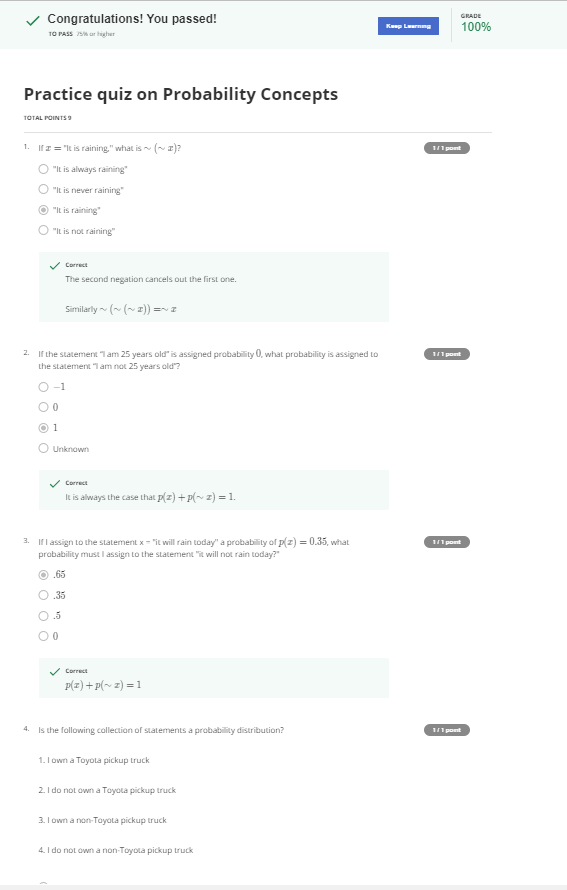 Congratulations! You passed!
TO PASS 75% or higher
Keep Learning
GRADE
100%
Practice quiz on Probability Concepts
TOTAL POINTS 9
1. If x = "It is raining," what is ~ (~ x)?
1 / 1 point
"It is always raining"
"It is never raining"
"It is raining"
"It is not raining"
Correct
The second negation cancels out the first one.
Similarly ~ (~ (~ x)) =~ x
2. If the statement "I am 25 years old" is assigned probability 0, what probability is assigned to
the statement "I am not 25 years old"?
1 / 1 point
−1
0
1
Unknown
Correct
It is always the case that p(x) + p(~ x) = 1.
3. If I assign to the statement x = "it will rain today" a probability of p(x) = 0.35, what
probability must I assign to the statement "it will not rain today?"
1 / 1 point
.65
.35
.5
0
Correct
p(x) + p(~ x) = 1
4. Is the following collection of statements a probability distribution?
1 / 1 point
1. I own a Toyota pickup truck
2. I do not own a Toyota pickup truck
3. I own a non-Toyota pickup truck
4. I do not own a non-Toyota pickup truck